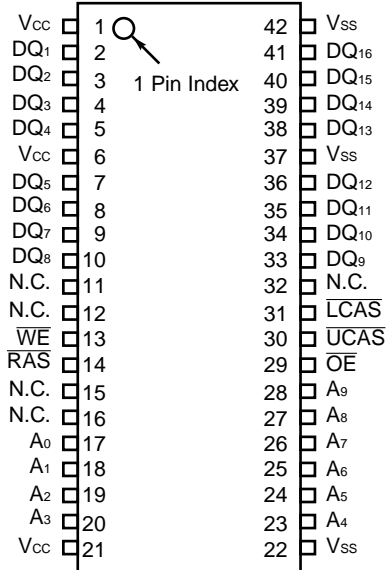 VCC 1 42 VSS
DQ1 2 41 DQ16
DQ2 3 1 Pin Index 40 DQ15
DQ3 4 39 DQ14
DQ4 5 38 DQ13
VCC 6 37 VSS
DQ5 7 36 DQ12
DQ6 8 35 DQ11
DQ7 9 34 DQ10
DQ8 10 33 DQ9
N.C. 11 32 N.C.
N.C. 12 31 LCAS
WE 13 30 UCAS
RAS 14 29 OE
N.C. 15 28 A9
N.C. 16 27 A8
A0 17 26 A7
A1 18 25 A6
A2 19 24 A5
A3 20 23 A4
VCC 21 22 VSS